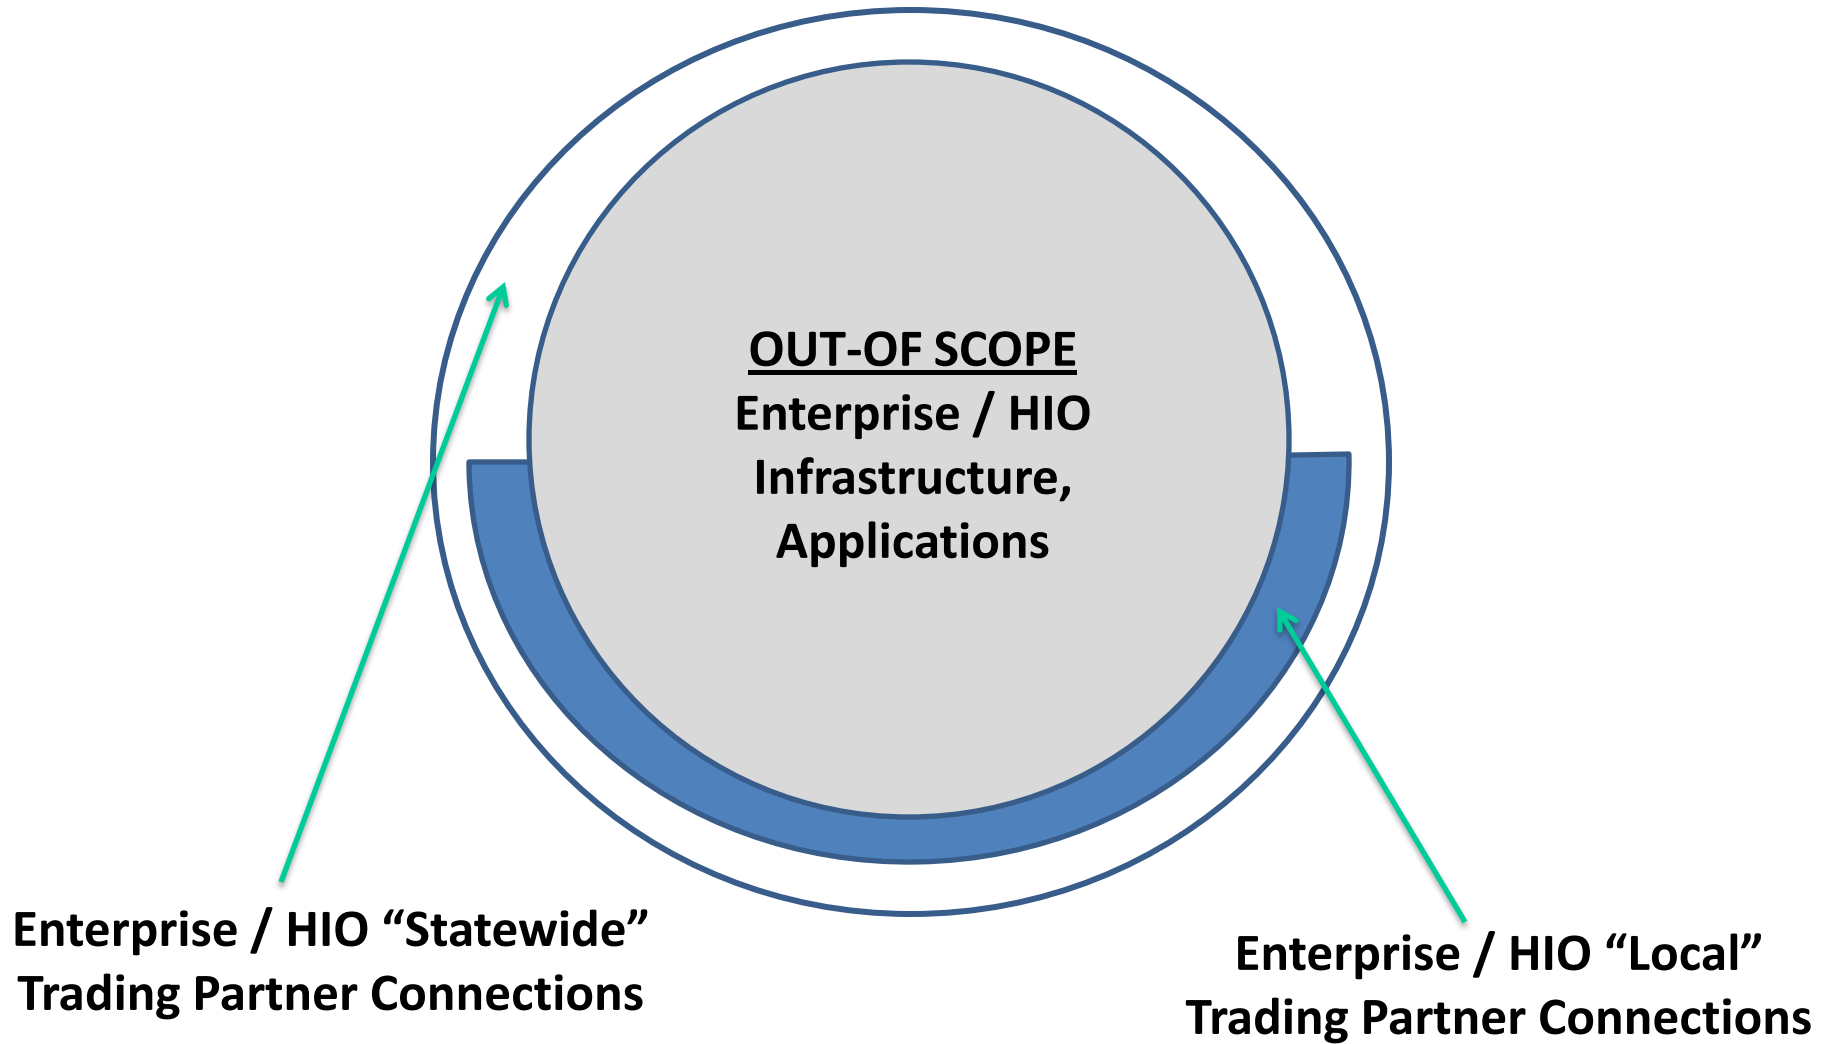 OUT-OF SCOPE
Enterprise / HIO
Infrastructure,
Applications
Enterprise / HIO “Statewide”
Trading Partner Connections
Enterprise / HIO “Local”
Trading Partner Connections